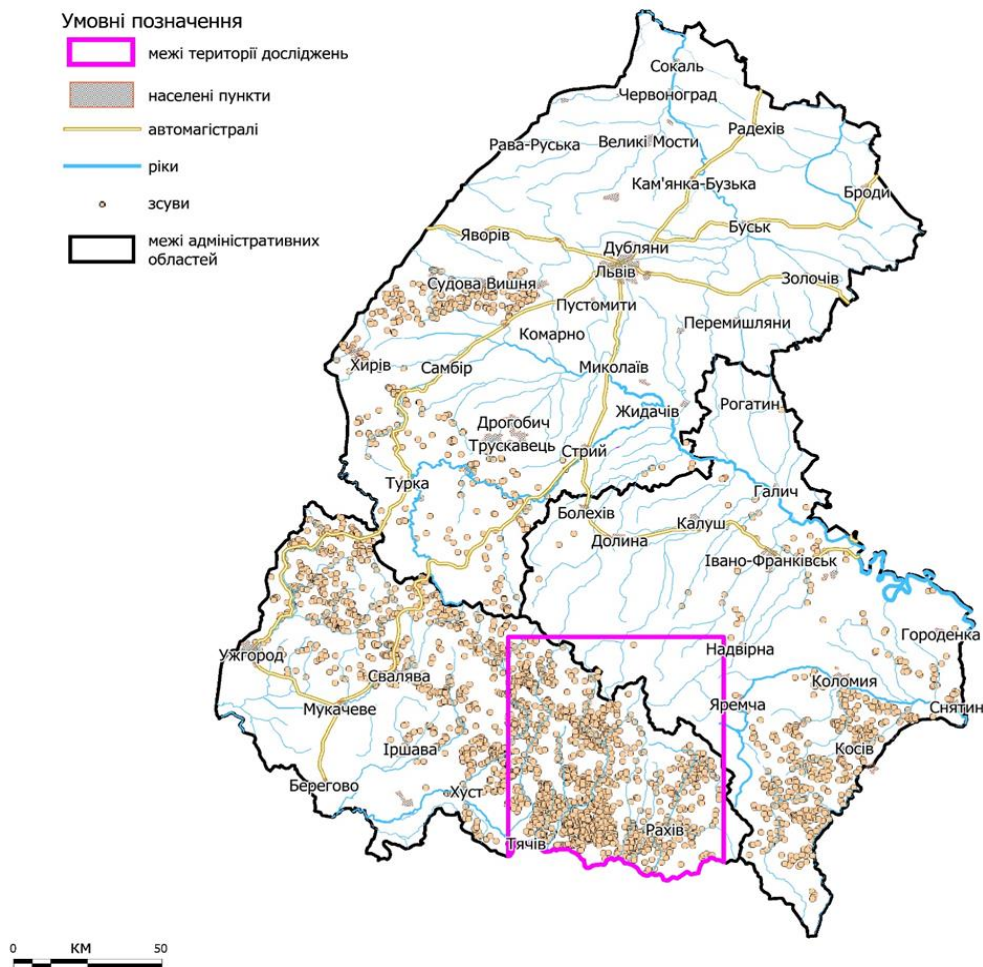 Умовні позначення
межі території досліджень
населені пункти
автомагістралі
ріки
зсуви
межі адміністративних
областей
Сокаль
Червоноград
Радехів
Рава-Руська
Великі Мости
Кам'янка-Бузька
Броди
Яворів
Буськ
Дубляни
Львів
Золочів
Судова Вишня
Пустомити
Комарно
Перемишляни
Хирів
Самбір
Миколаїв
Рогатин
Жидачів
Дрогобич
Трускавець
Стрий
Турка
Галич
Болехів
Калуш
Долина
Івано-Франківськ
Городенка
Ужгород
Надвірна
Свалява
Коломия
Мукачеве
Яремча
Снятин
Іршава
Косів
Берегово
Хуст
Рахів
Тячів
0 КМ 50